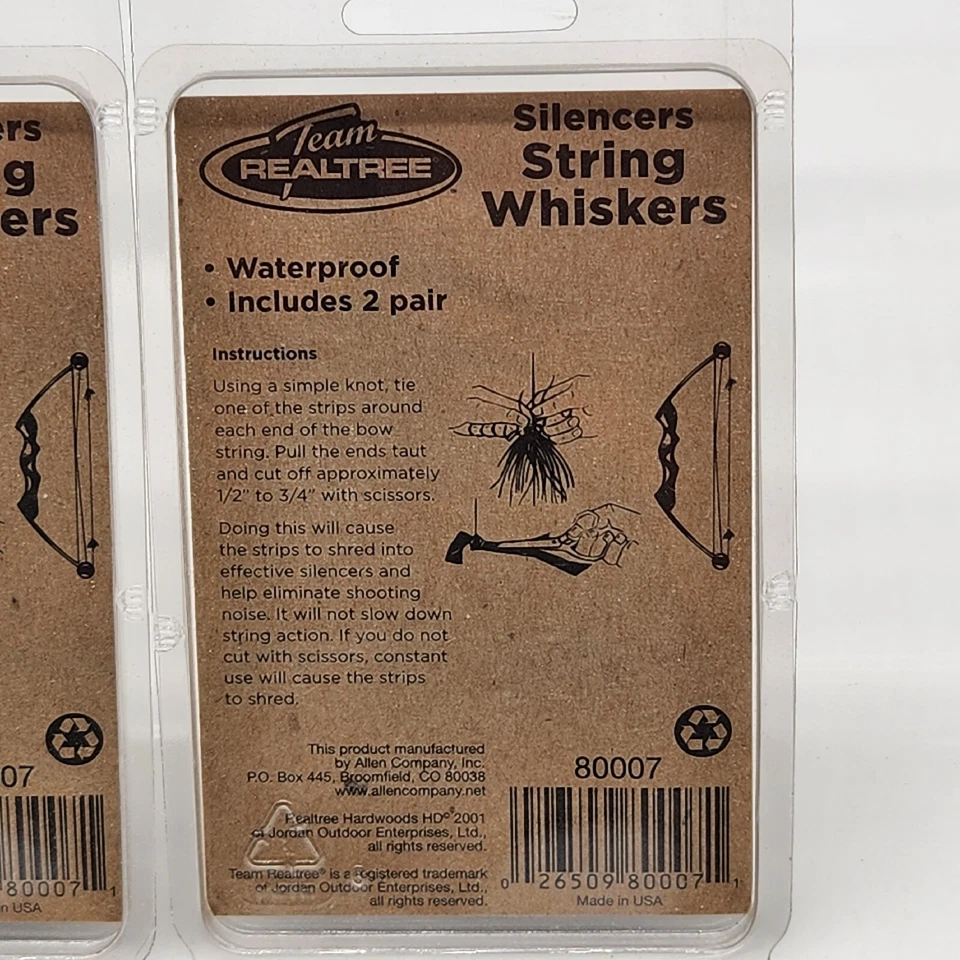 Team
REALTREE®
Silencers
String
Whiskers
• Waterproof
• Includes 2 pair
Instructions
Using a simple knot, tie
one of the strips around
each end of the bow
string. Pull the ends taut
and cut off approximately
1/2" to 3/4" with scissors.
Doing this will cause
the strips to shred into
effective silencers and
help eliminate shooting
noise. It will not slow down
string action. If you do not
cut with scissors, constant
use will cause the strips
to shred.
This product manufactured
by Allen Company, Inc.
P.O. Box 445, Broomfield, CO 80038
www.allencompany.net
Realtree Hardwoods HD®©2001
of Jordan Outdoor Enterprises, Ltd.,
all rights reserved.
Team Realtree® is a registered trademark
of Jordan Outdoor Enterprises, Ltd.,
all rights reserved.
80007
0 26509 80007 1
Made in USA
ers
g
ers
07
80007 1
n USA